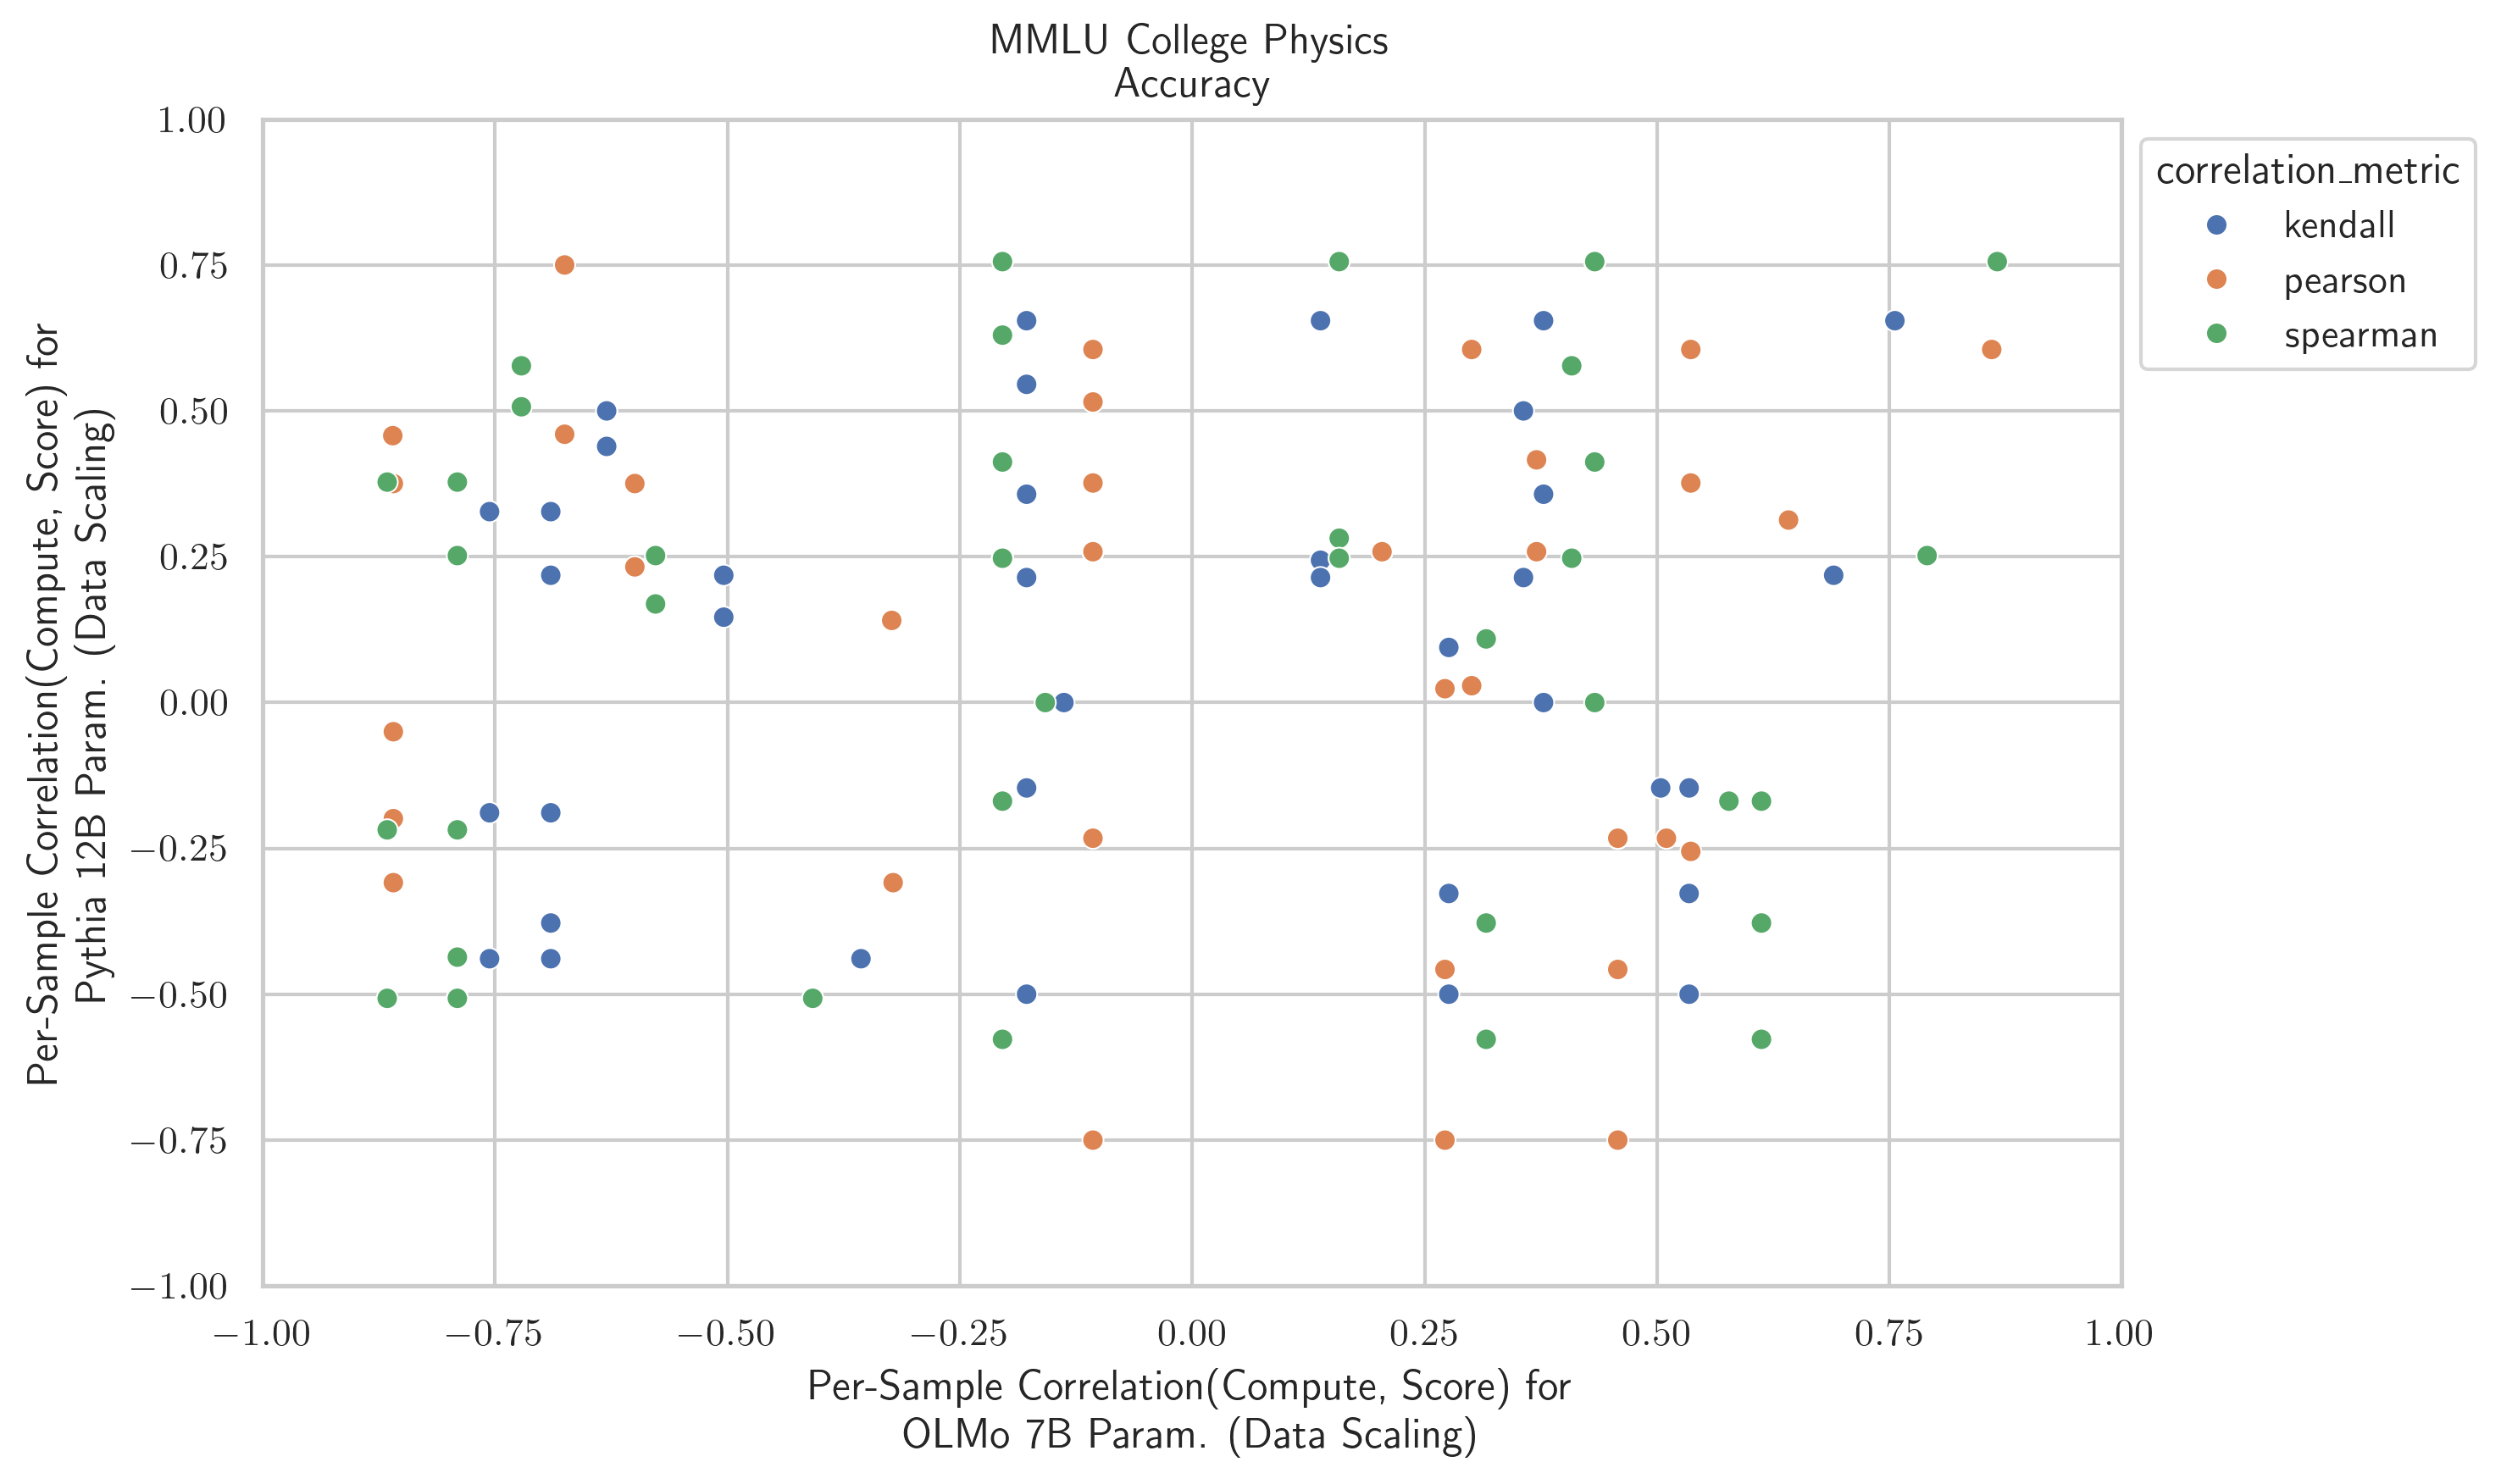 MMLU College Physics
Accuracy
1.00
0.75
0.50
0.25
0.00
−0.25
−0.50
−0.75
−1.00
Per-Sample Correlation(Compute, Score) for
Pythia 12B Param. (Data Scaling)
correlation_metric
kendall
pearson
spearman
−1.00 −0.75 −0.50 −0.25 0.00 0.25 0.50 0.75 1.00
Per-Sample Correlation(Compute, Score) for
OLMo 7B Param. (Data Scaling)